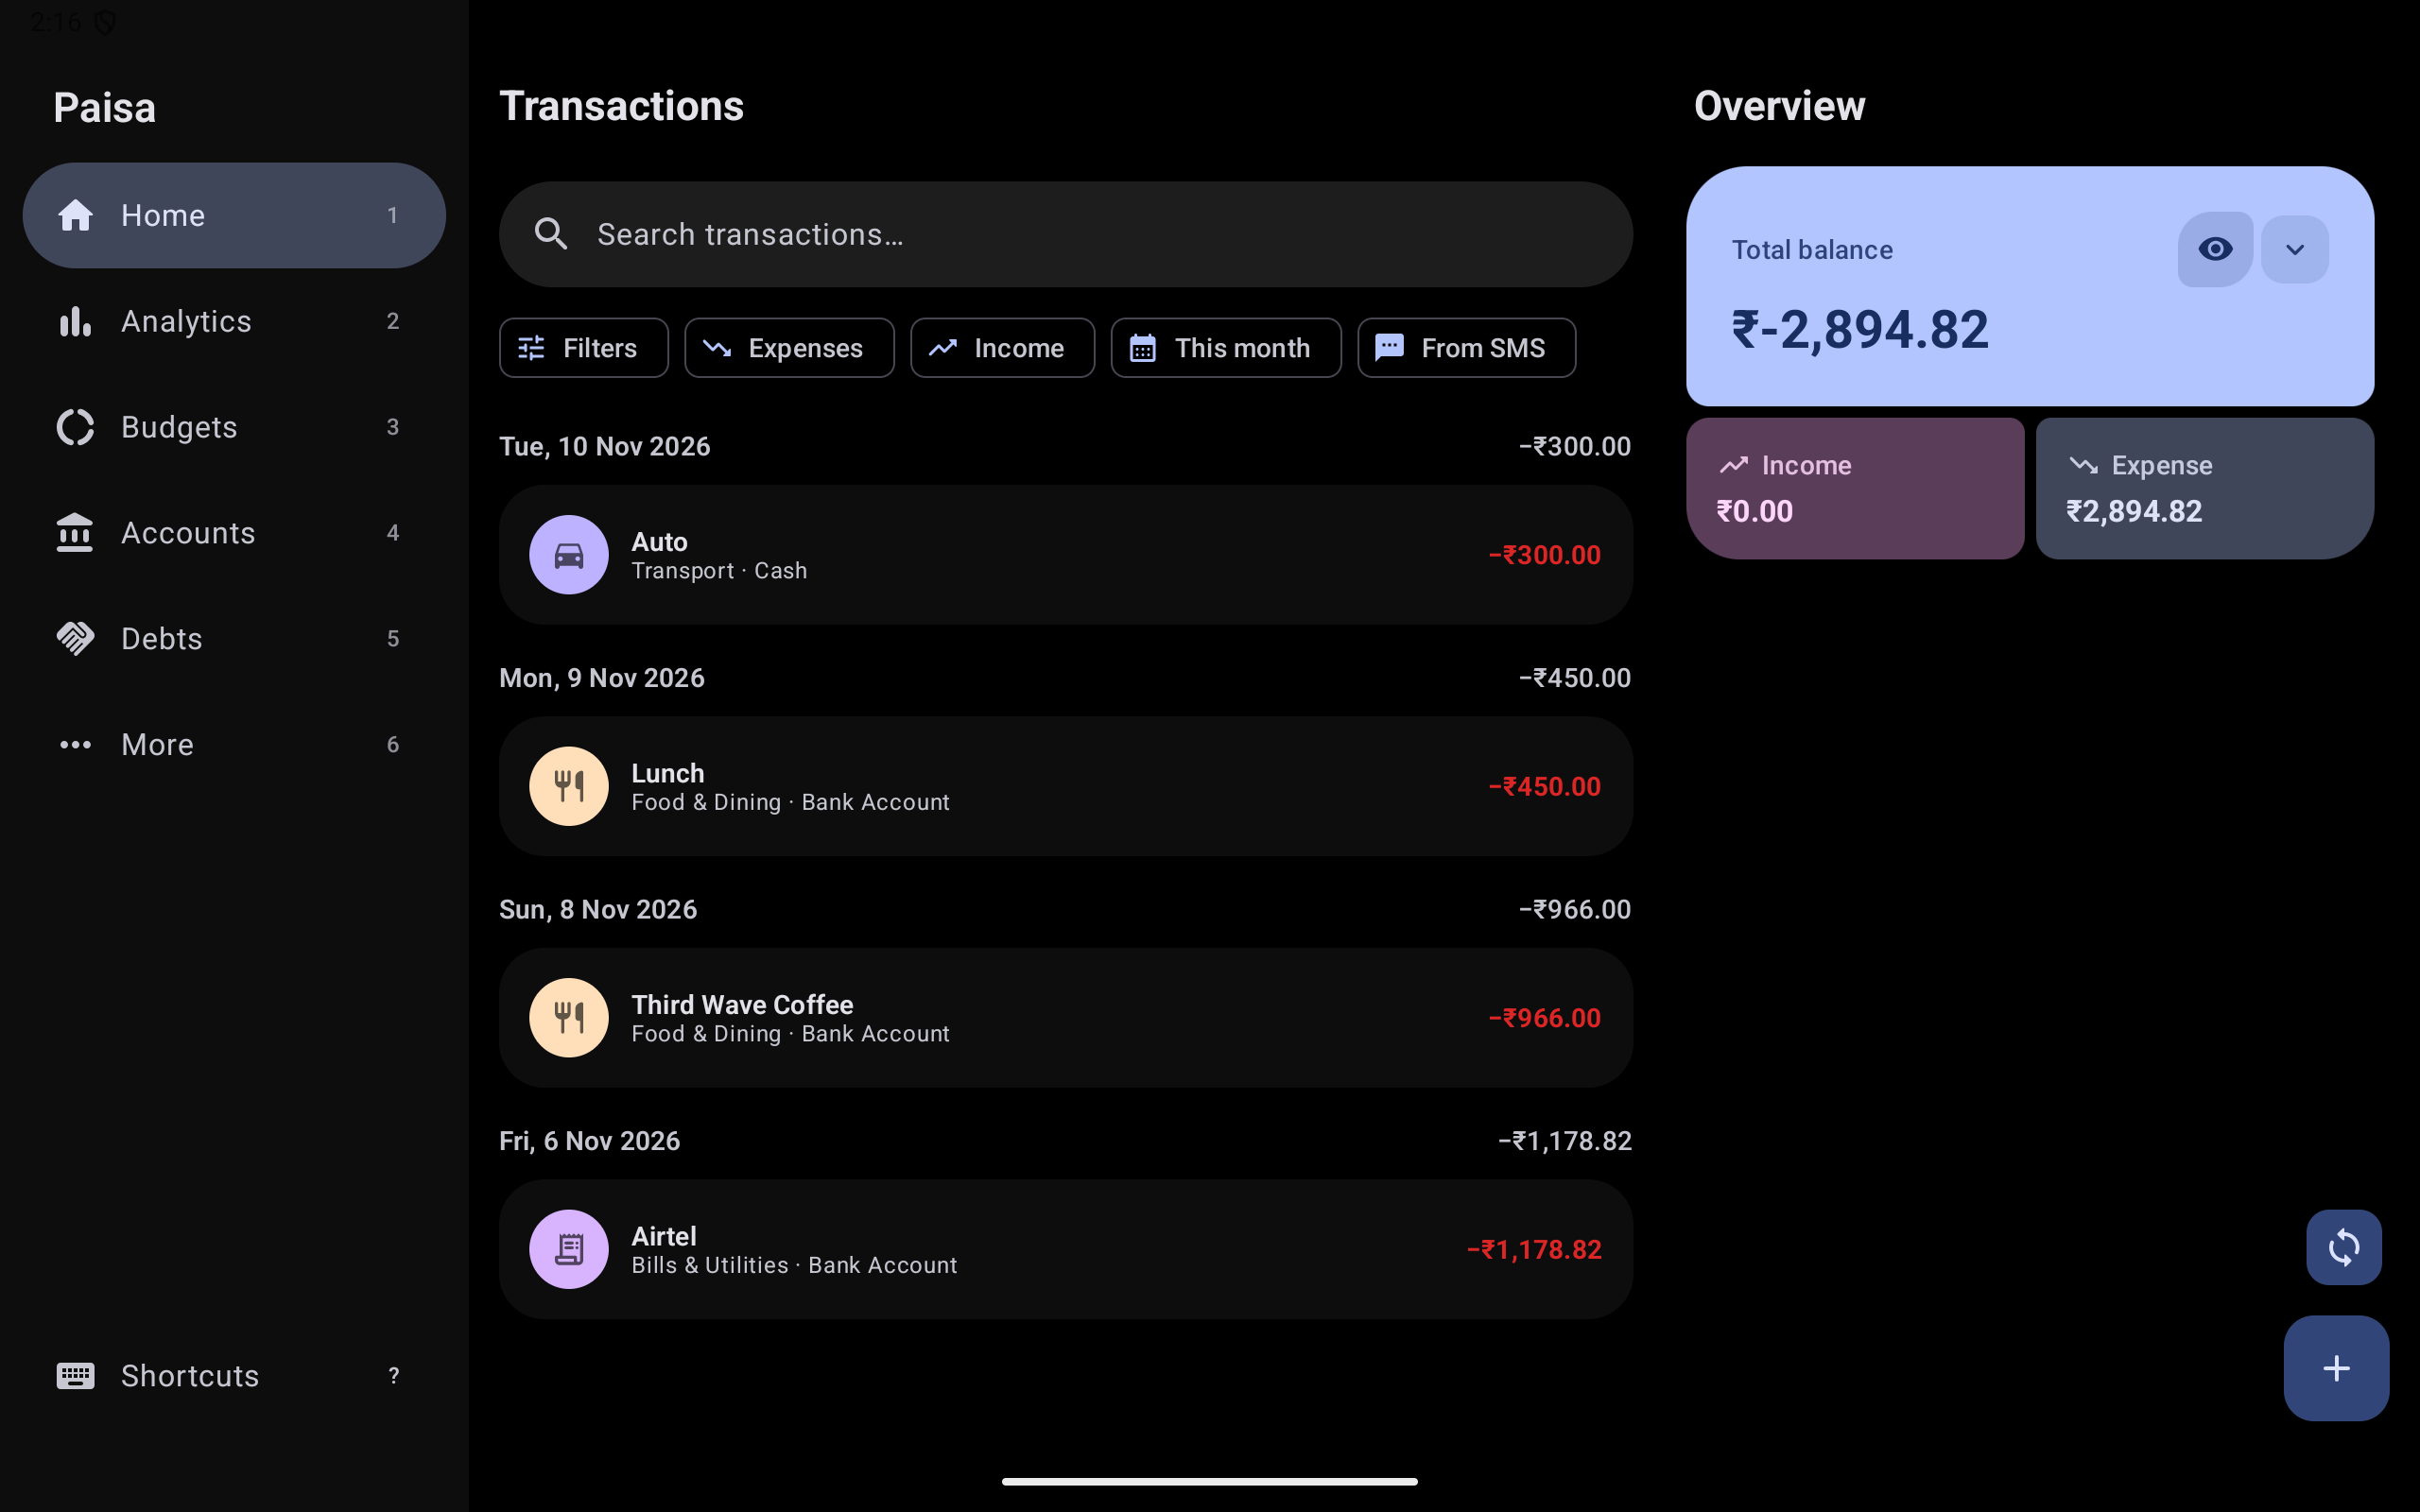 2:16
Paisa
Home 1
Analytics 2
Budgets 3
Accounts 4
Debts 5
More 6
Shortcuts ?
Transactions
Search transactions…
Filters Expenses Income This month From SMS
Tue, 10 Nov 2026 −₹300.00
Auto
Transport · Cash
−₹300.00
Mon, 9 Nov 2026 −₹450.00
Lunch
Food & Dining · Bank Account
−₹450.00
Sun, 8 Nov 2026 −₹966.00
Third Wave Coffee
Food & Dining · Bank Account
−₹966.00
Fri, 6 Nov 2026 −₹1,178.82
Airtel
Bills & Utilities · Bank Account
−₹1,178.82
Overview
Total balance
₹-2,894.82
Income
₹0.00
Expense
₹2,894.82